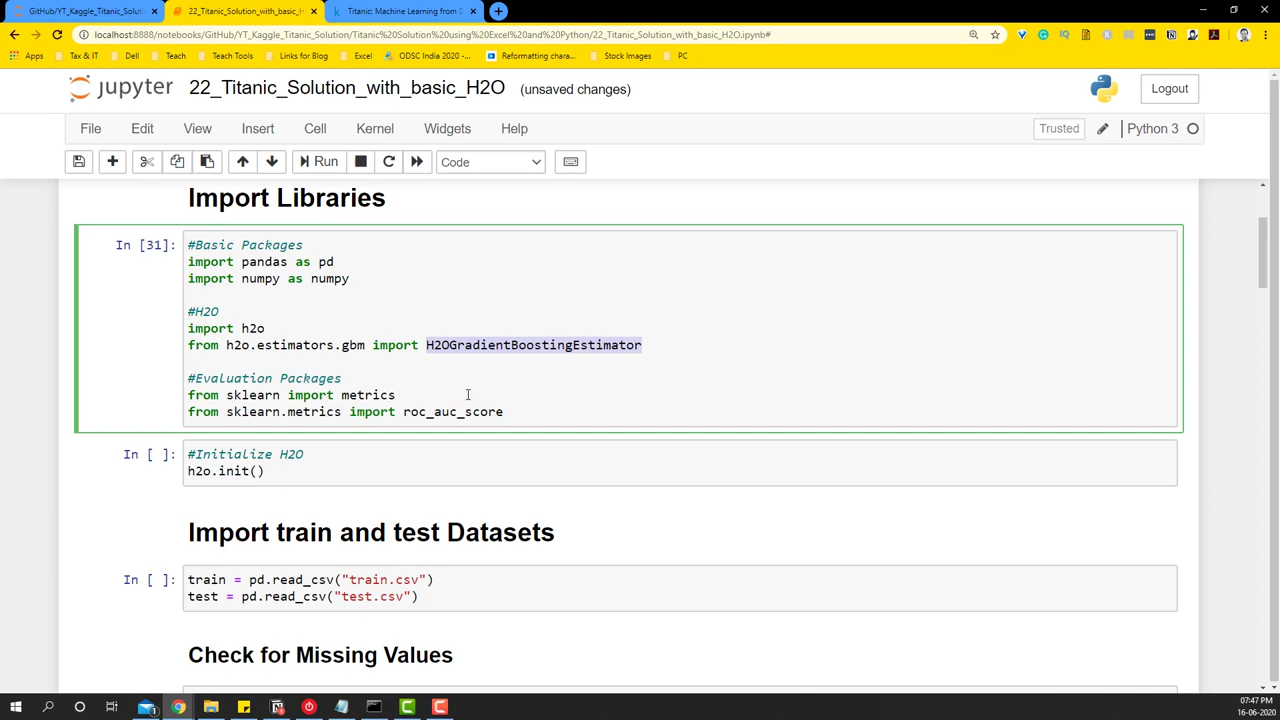 GitHub/YT_Kaggle_Titanic_Soluti
22_Titanic_Solution_with_basic_H
Titanic: Machine Learning from D
localhost:8888/notebooks/GitHub/YT_Kaggle_Titanic_Solution/Titanic%20Solution%20using%20Excel%20and%20Python/22_Titanic_Solution_with_basic_H2O.ipynb#
Apps
Tax & IT
Dell
Teach
Teach Tools
Links for Blog
Excel
ODSC India 2020 –...
Reformatting chara...
Stock Images
PC
jupyter
22_Titanic_Solution_with_basic_H2O (unsaved changes)
Logout
File Edit View Insert Cell Kernel Widgets Help
Trusted
Python 3
Run
Code
Import Libraries
In [31]:
#Basic Packages
import pandas as pd
import numpy as numpy
#H2O
import h2o
from h2o.estimators.gbm import H2OGradientBoostingEstimator
#Evaluation Packages
from sklearn import metrics
from sklearn.metrics import roc_auc_score
In [ ]:
#Initialize H2O
h2o.init()
Import train and test Datasets
In [ ]:
train = pd.read_csv("train.csv")
test = pd.read_csv("test.csv")
Check for Missing Values
07:47 PM
16-06-2020